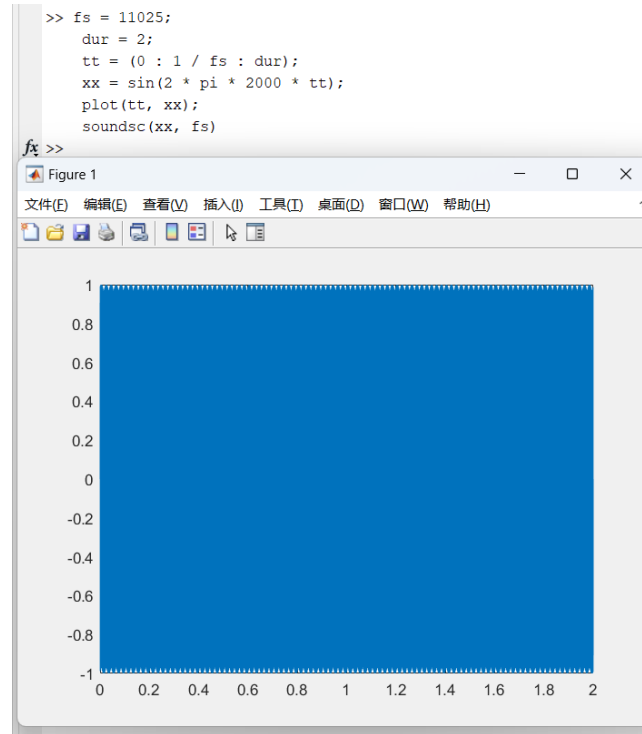 >> fs = 11025;
dur = 2;
tt = (0 : 1 / fs : dur);
xx = sin(2 * pi * 2000 * tt);
plot(tt, xx);
soundsc(xx, fs)
fx >>
Figure 1
文件(F) 编辑(E) 查看(V) 插入(I) 工具(T) 桌面(D) 窗口(W) 帮助(H)
1
0.8
0.6
0.4
0.2
0
-0.2
-0.4
-0.6
-0.8
-1
0 0.2 0.4 0.6 0.8 1 1.2 1.4 1.6 1.8 2